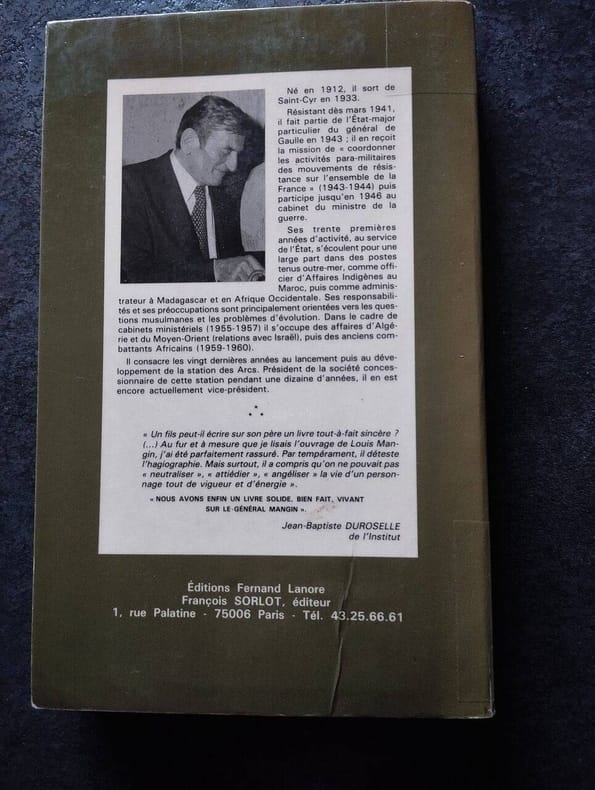 Né en 1912, il sort de
Saint-Cyr en 1933.
Résistant dès mars 1941,
il fait partie de l'État-major
particulier du général de
Gaulle en 1943 ; il en reçoit
la mission de « coordonner
les activités para-militaires
des mouvements de résis-
tance sur l'ensemble de la
France » (1943-1944) puis
participe jusqu'en 1946 au
cabinet du ministre de la
guerre.
Ses trente premières
années d'activité, au service
de l'État, s'écoulent pour une
large part dans des postes
tenus outre-mer, comme offi-
cier d'Affaires Indigènes au
Maroc, puis comme adminis-
trateur à Madagascar et en Afrique Occidentale. Ses responsabili-
tés et ses préoccupations sont principalement orientées vers les ques-
tions musulmanes et les problèmes d'évolution. Dans le cadre de
cabinets ministériels (1955-1957) il s'occupe des affaires d'Algé-
rie et du Moyen-Orient (relations avec Israël), puis des anciens com-
battants Africains (1959-1960).
Il consacre les vingt dernières années au lancement puis au déve-
loppement de la station des Arcs. Président de la société conces-
sionnaire de cette station pendant une dizaine d'années, il en est
encore actuellement vice-président.
« Un fils peut-il écrire sur son père un livre tout-à-fait sincère ?
(...) Au fur et à mesure que je lisais l'ouvrage de Louis Man-
gin, j'ai été parfaitement rassuré. Par tempérament, il déteste
l'hagiographie. Mais surtout, il a compris qu'on ne pouvait pas
« neutraliser », « attiédier », « angéliser » la vie d'un person-
nage tout de vigueur et d'énergie ».
« NOUS AVONS ENFIN UN LIVRE SOLIDE, BIEN FAIT, VIVANT
SUR LE GÉNÉRAL MANGIN ».
Jean-Baptiste DUROSELLE
de l'Institut
Éditions Fernand Lanore
François SORLOT, éditeur
1, rue Palatine - 75006 Paris - Tél. 43.25.66.61